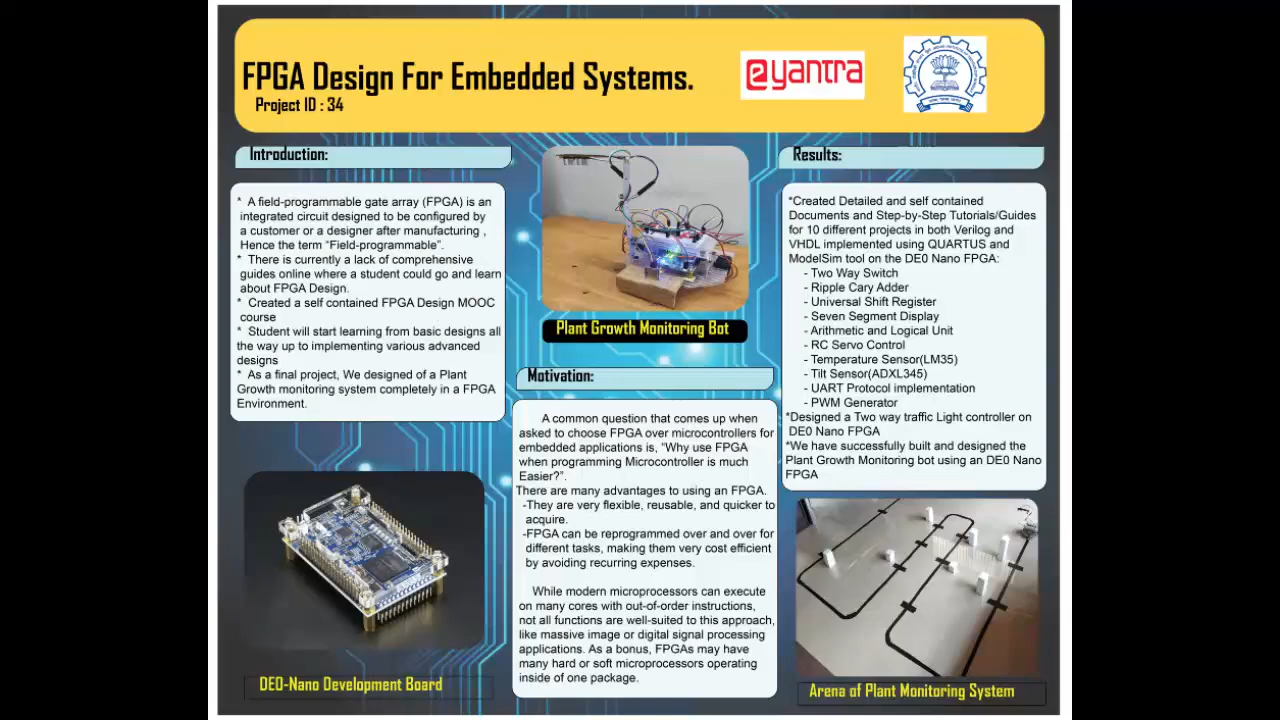 FPGA Design For Embedded Systems.
Project ID : 34
eyantra
Introduction:
* A field-programmable gate array (FPGA) is an
integrated circuit designed to be configured by
a customer or a designer after manufacturing ,
Hence the term “Field-programmable”.
* There is currently a lack of comprehensive
guides online where a student could go and learn
about FPGA Design.
* Created a self contained FPGA Design MOOC
course
* Student will start learning from basic designs all
the way up to implementing various advanced
designs
* As a final project, We designed of a Plant
Growth monitoring system completely in a FPGA
Environment.
DE0-Nano Development Board
Plant Growth Monitoring Bot
Motivation:
A common question that comes up when
asked to choose FPGA over microcontrollers for
embedded applications is, “Why use FPGA
when programming Microcontroller is much
Easier?”.
There are many advantages to using an FPGA.
-They are very flexible, reusable, and quicker to
acquire.
-FPGA can be reprogrammed over and over for
different tasks, making them very cost efficient
by avoiding recurring expenses.
While modern microprocessors can execute
on many cores with out-of-order instructions,
not all functions are well-suited to this approach,
like massive image or digital signal processing
applications. As a bonus, FPGAs may have
many hard or soft microprocessors operating
inside of one package.
Results:
*Created Detailed and self contained
Documents and Step-by-Step Tutorials/Guides
for 10 different projects in both Verilog and
VHDL implemented using QUARTUS and
ModelSim tool on the DE0 Nano FPGA:
- Two Way Switch
- Ripple Cary Adder
- Universal Shift Register
- Seven Segment Display
- Arithmetic and Logical Unit
- RC Servo Control
- Temperature Sensor(LM35)
- Tilt Sensor(ADXL345)
- UART Protocol implementation
- PWM Generator
*Designed a Two way traffic Light controller on
DE0 Nano FPGA
*We have successfully built and designed the
Plant Growth Monitoring bot using an DE0 Nano
FPGA
Arena of Plant Monitoring System